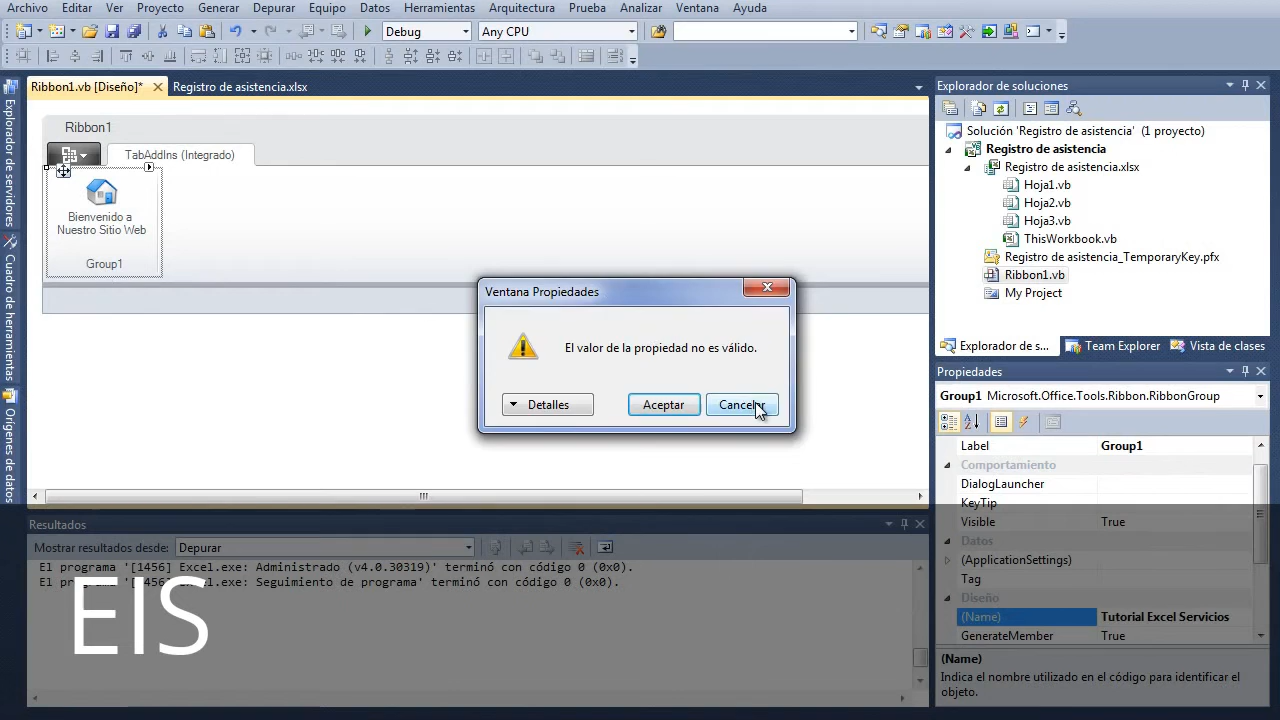 Archivo Editar Ver Proyecto Generar Depurar Equipo Datos Herramientas Arquitectura Prueba Analizar Ventana Ayuda
Debug Any CPU
Ribbon1.vb [Diseño]* Registro de asistencia.xlsx
Explorador de servidores
Cuadro de herramientas
Orígenes de datos
Ribbon1
TabAddIns (Integrado)
Bienvenido a
Nuestro Sitio Web
Group1
Ventana Propiedades
El valor de la propiedad no es válido.
Detalles Aceptar Cancelar
Explorador de soluciones
Solución 'Registro de asistencia' (1 proyecto)
Registro de asistencia
Registro de asistencia.xlsx
Hoja1.vb
Hoja2.vb
Hoja3.vb
ThisWorkbook.vb
Registro de asistencia_TemporaryKey.pfx
Ribbon1.vb
My Project
Explorador de s... Team Explorer Vista de clases
Propiedades
Group1 Microsoft.Office.Tools.Ribbon.RibbonGroup
Label Group1
Comportamiento
DialogLauncher
KeyTip
Visible True
Datos
(ApplicationSettings)
Tag
Diseño
(Name) Tutorial Excel Servicios
GenerateMember True
(Name)
Indica el nombre utilizado en el código para identificar el
objeto.
Resultados
Mostrar resultados desde: Depurar
El programa '[1456] Excel.exe: Administrado (v4.0.30319)' terminó con código 0 (0x0).
El programa '[1456] Excel.exe: Seguimiento de programa' terminó con código 0 (0x0).
EIS